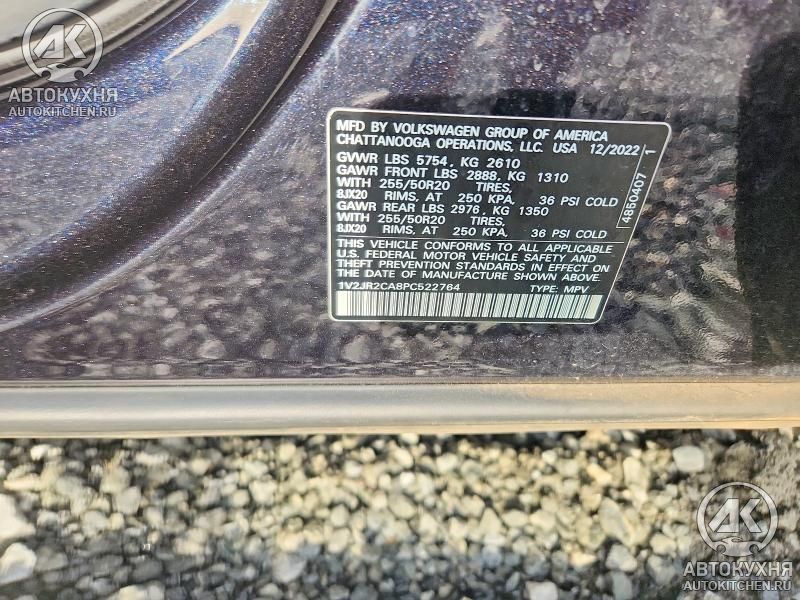 АК
АВТОКУХНЯ
AUTOKITCHEN.RU
MFD BY VOLKSWAGEN GROUP OF AMERICA
CHATTANOOGA OPERATIONS, LLC. USA 12/2022
GVWR LBS 5754, KG 2610
GAWR FRONT LBS 2888, KG 1310
WITH 255/50R20 TIRES,
8JX20 RIMS, AT 250 KPA, 36 PSI COLD
GAWR REAR LBS 2976, KG 1350
WITH 255/50R20 TIRES,
8JX20 RIMS, AT 250 KPA, 36 PSI COLD
THIS VEHICLE CONFORMS TO ALL APPLICABLE
U.S. FEDERAL MOTOR VEHICLE SAFETY AND
THEFT PREVENTION STANDARDS IN EFFECT ON
THE DATE OF MANUFACTURE SHOWN ABOVE.
1V2JR2CA8PC522764 TYPE: MPV
4850407 1
АК
АВТОКУХНЯ
AUTOKITCHEN.RU